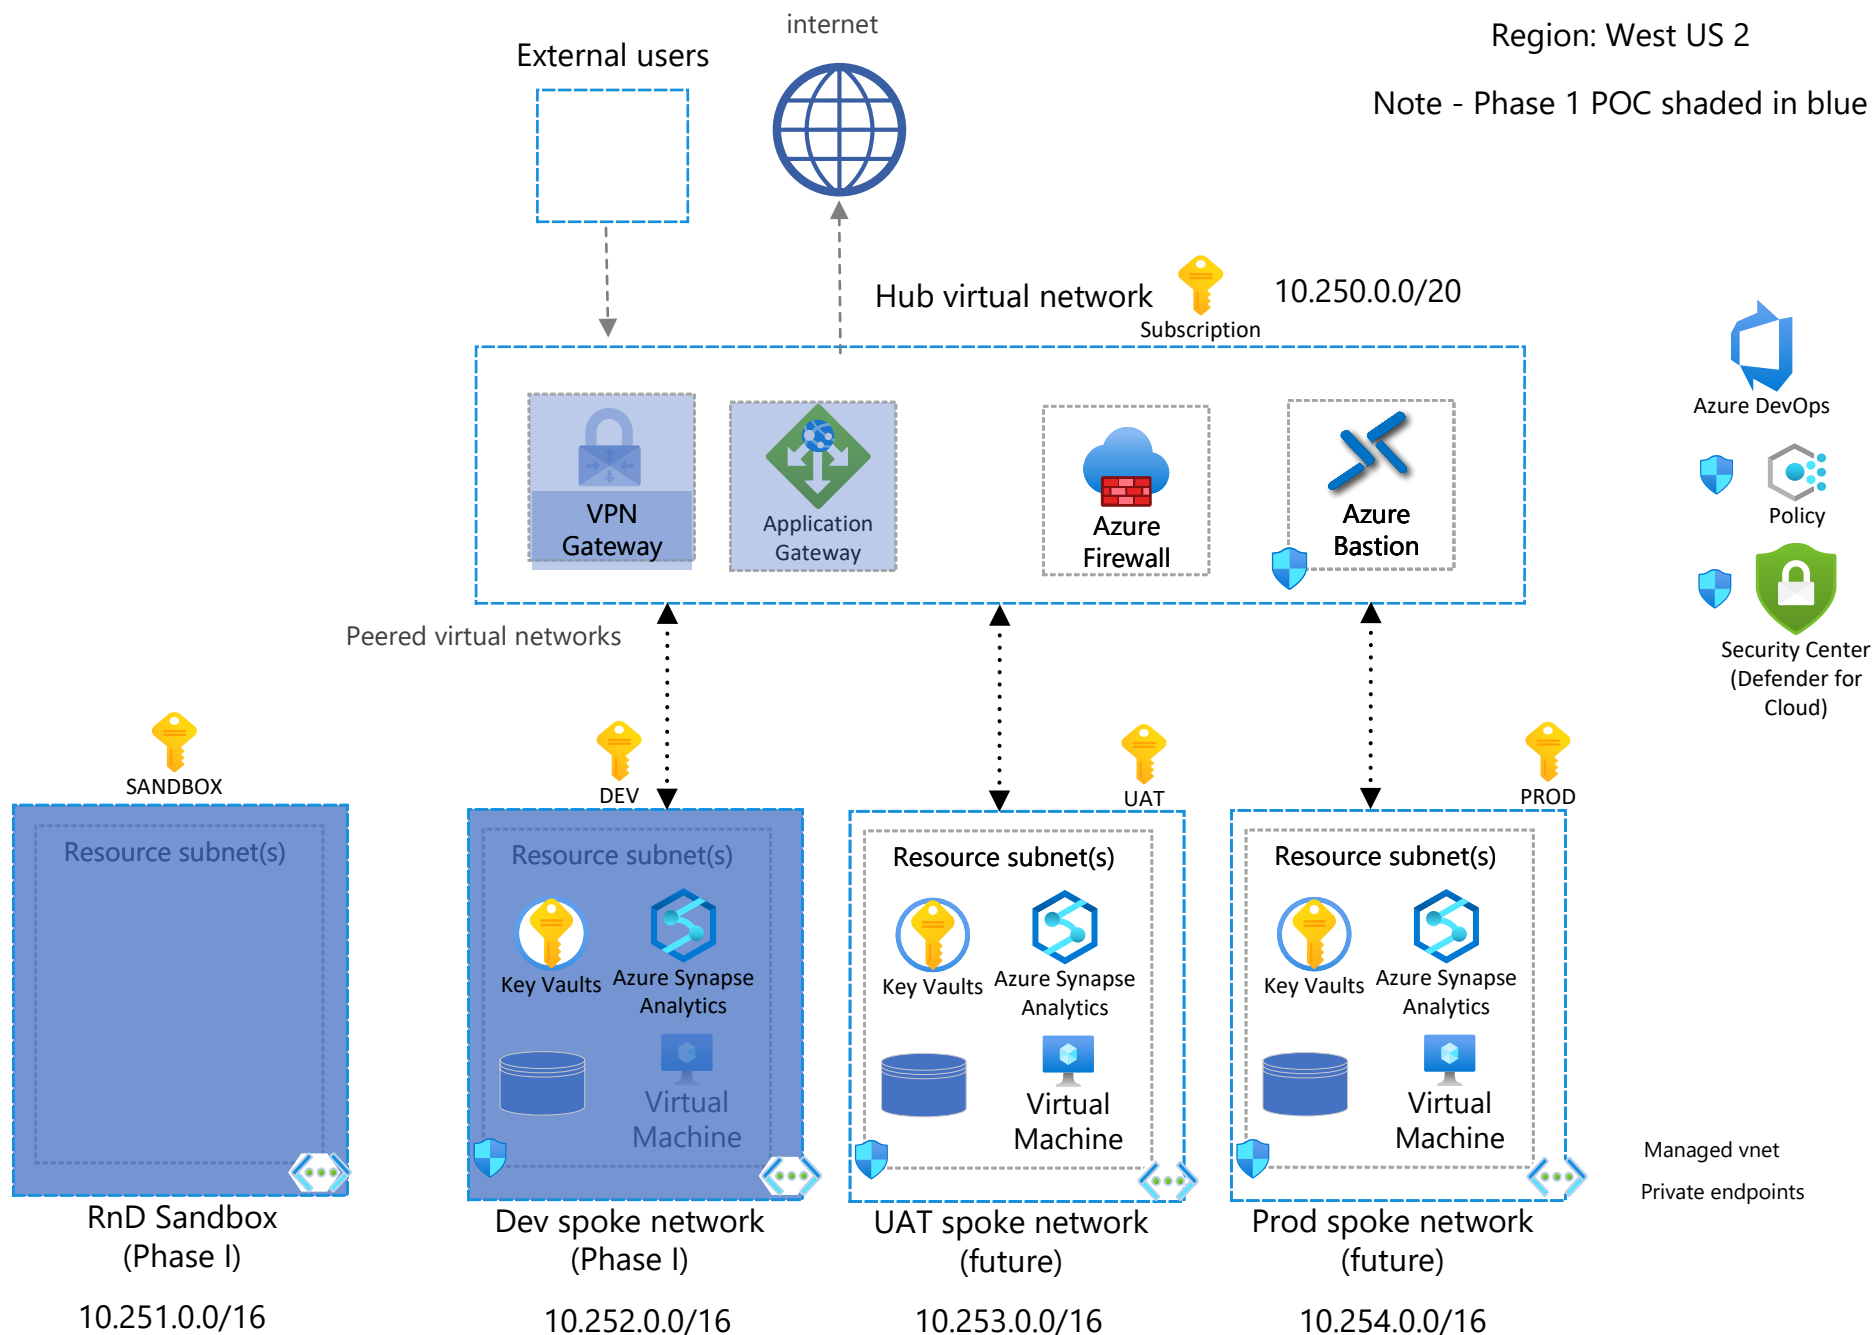 internet
Region: West US 2
External users
Note - Phase 1 POC shaded in blue
Hub virtual network
10.250.0.0/20
Subscription
Azure DevOps
VPN
Gateway
Application
Gateway
Azure
Firewall
Azure
Bastion
Policy
Security Center
(Defender for
Cloud)
Peered virtual networks
SANDBOX
DEV
UAT
PROD
Resource subnet(s)
Resource subnet(s)
Key Vaults
Azure Synapse
Analytics
Virtual
Machine
Resource subnet(s)
Key Vaults
Azure Synapse
Analytics
Virtual
Machine
Resource subnet(s)
Key Vaults
Azure Synapse
Analytics
Virtual
Machine
Managed vnet
Private endpoints
RnD Sandbox
(Phase I)
10.251.0.0/16
Dev spoke network
(Phase I)
10.252.0.0/16
UAT spoke network
(future)
10.253.0.0/16
Prod spoke network
(future)
10.254.0.0/16